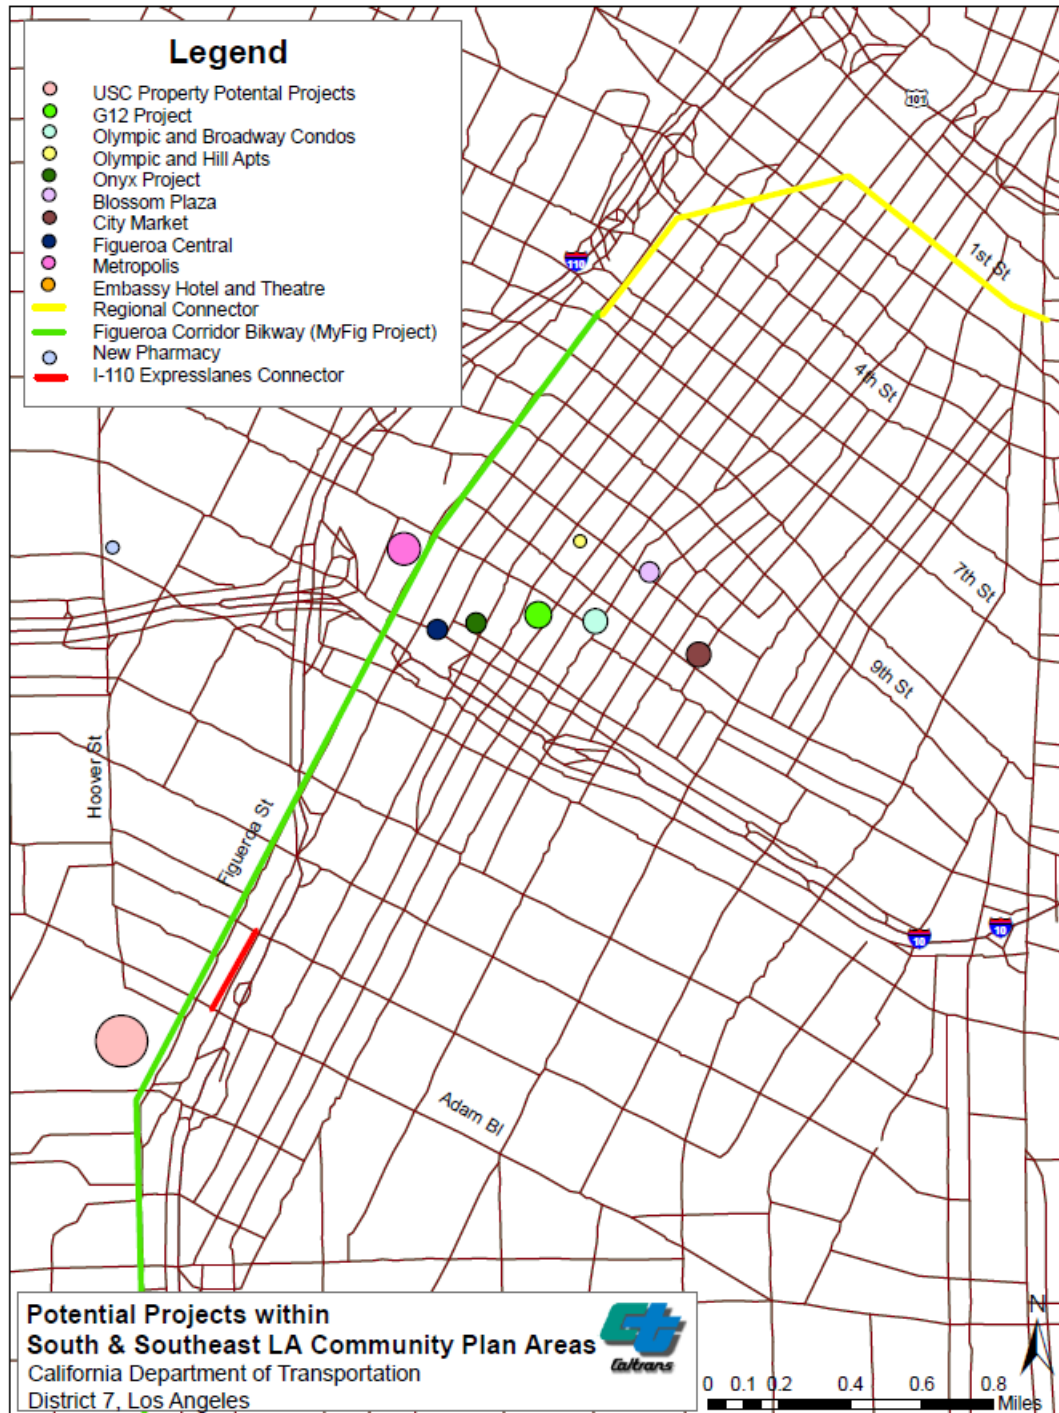 Legend
USC Property Potental Projects
G12 Project
Olympic and Broadway Condos
Olympic and Hill Apts
Onyx Project
Blossom Plaza
City Market
Figueroa Central
Metropolis
Embassy Hotel and Theatre
Regional Connector
Figueroa Corridor Bikway (MyFig Project)
New Pharmacy
I-110 Expresslanes Connector
101
110
1st St
4th St
7th St
9th St
Hoover St
Figueroa St
10
10
Adam Bl
Potential Projects within
South & Southeast LA Community Plan Areas
California Department of Transportation
District 7, Los Angeles
ct
Caltrans
N
0 0.1 0.2 0.4 0.6 0.8
Miles